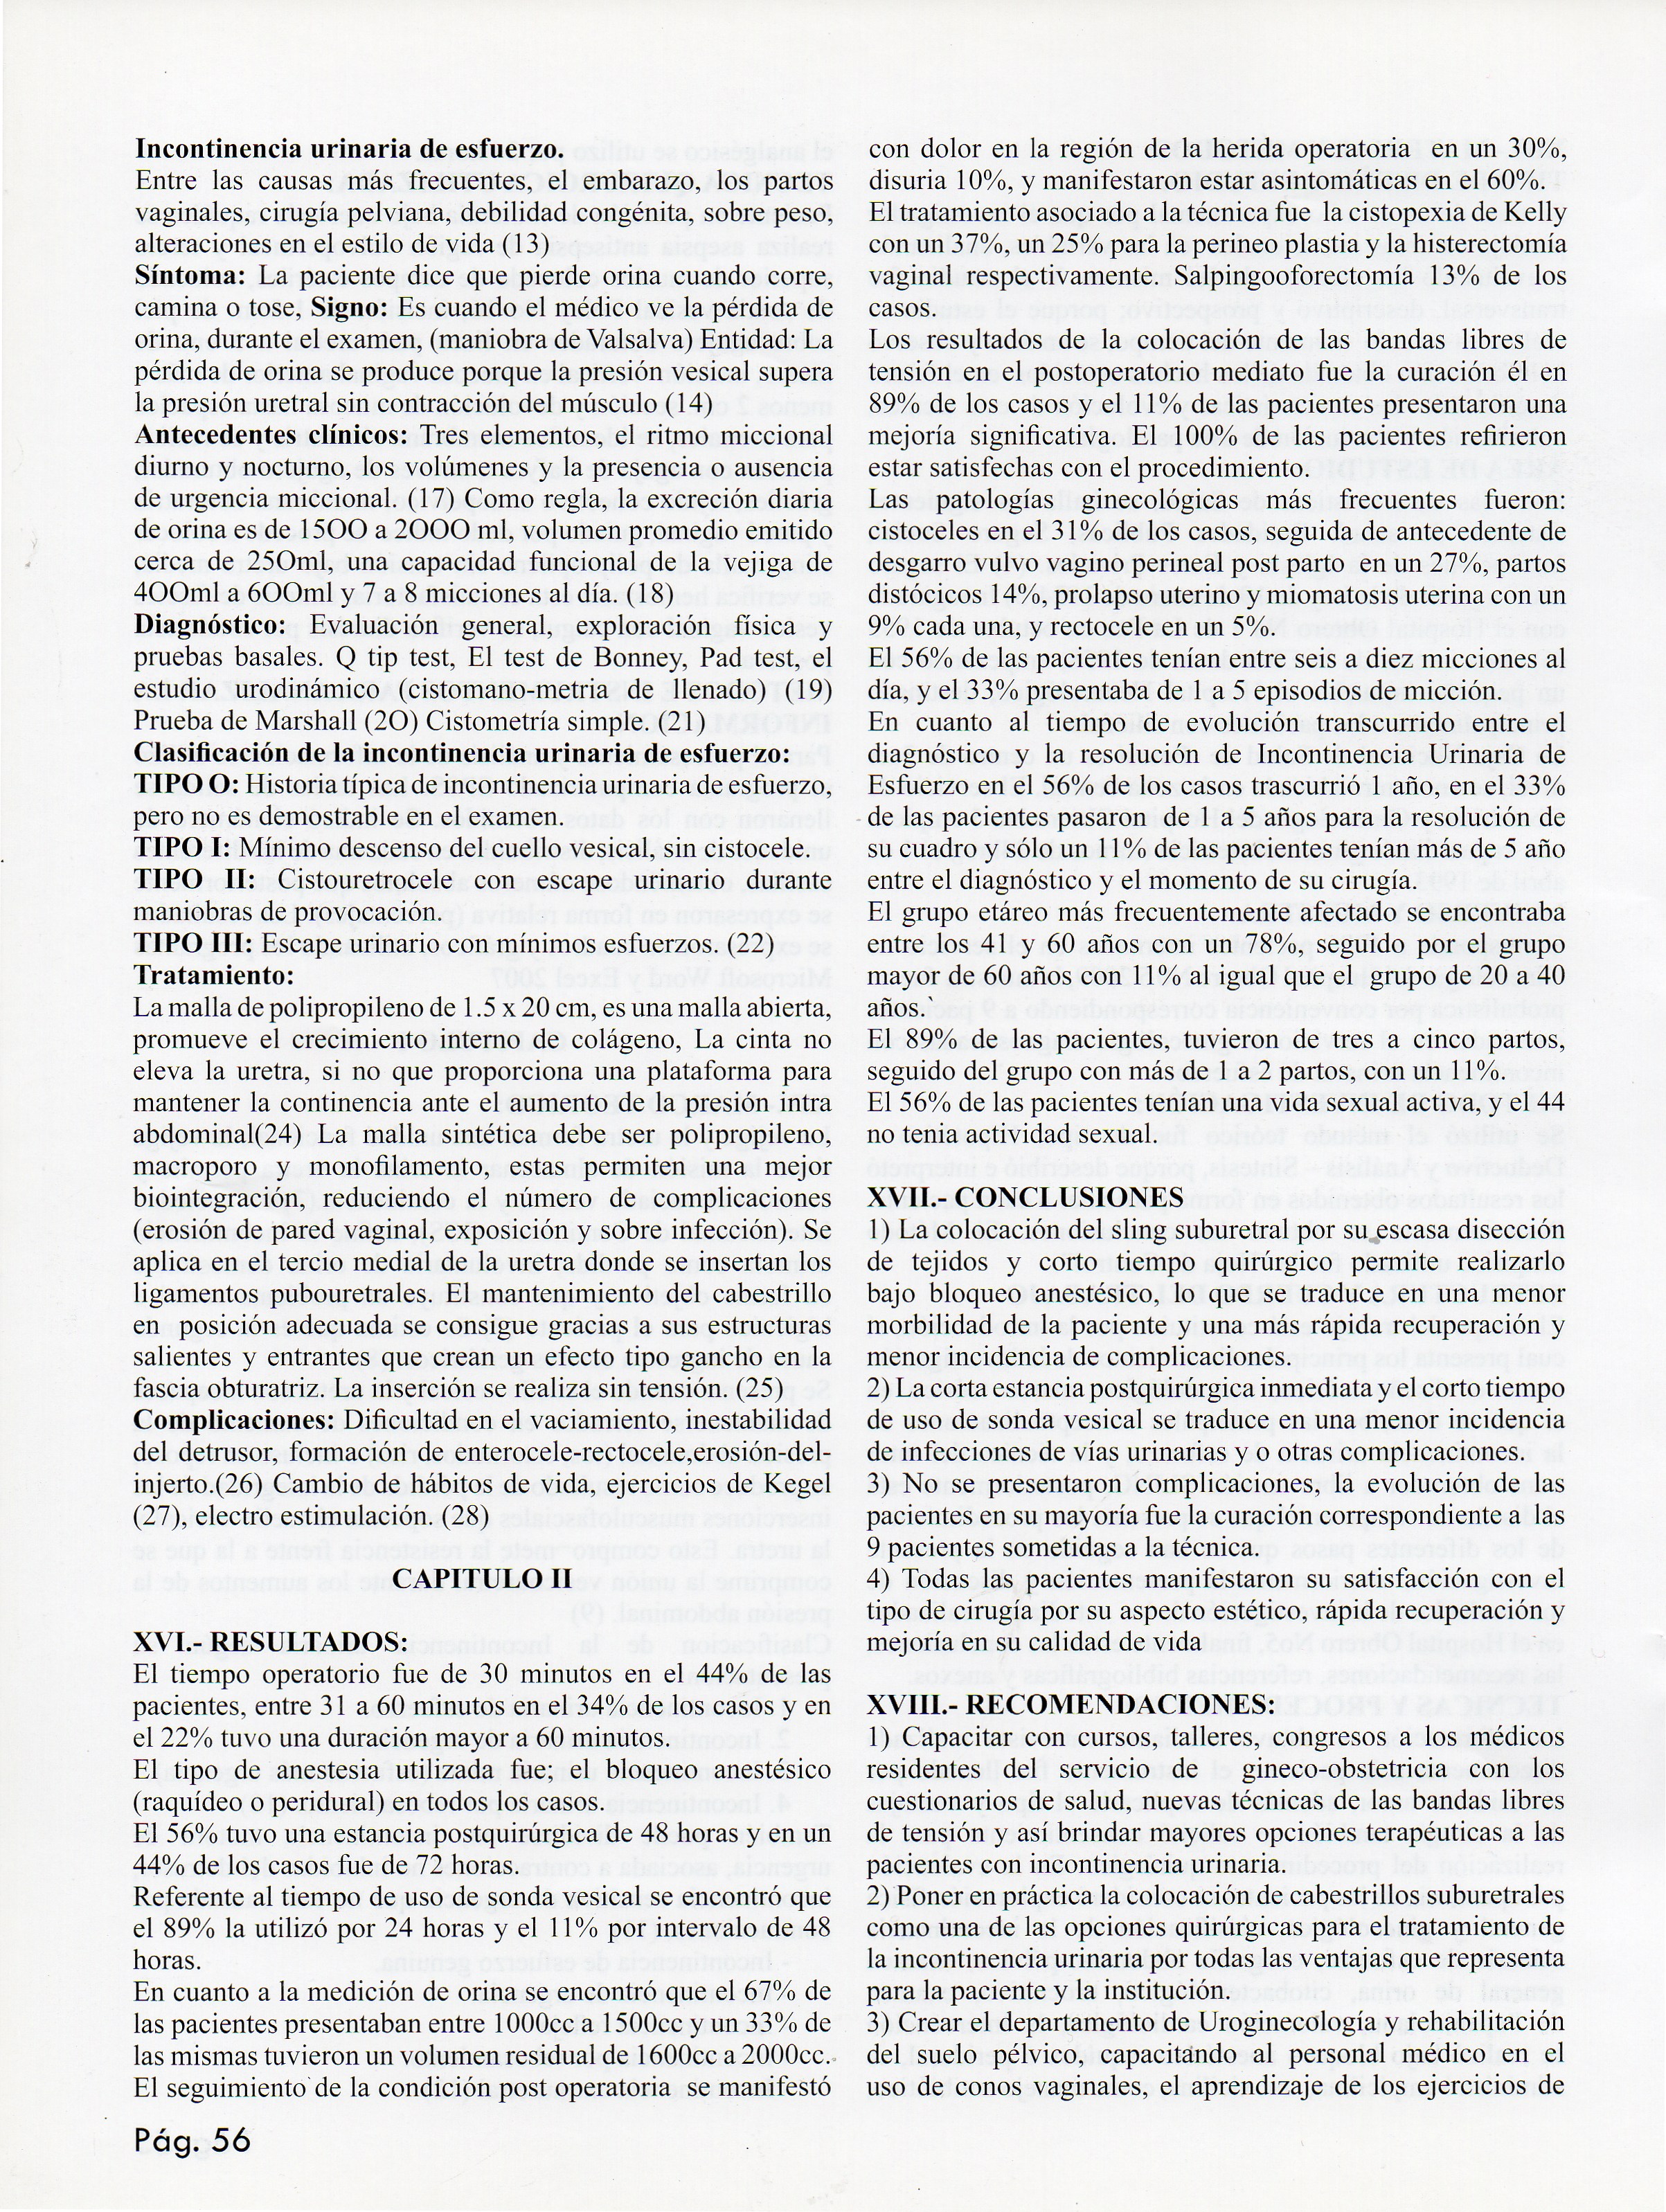 Incontinencia urinaria de esfuerzo.
Entre las causas más frecuentes, el embarazo, los partos
vaginales, cirugía pelviana, debilidad congénita, sobre peso,
alteraciones en el estilo de vida (13)
Síntoma: La paciente dice que pierde orina cuando corre,
camina o tose, Signo: Es cuando el médico ve la pérdida de
orina, durante el examen, (maniobra de Valsalva) Entidad: La
pérdida de orina se produce porque la presión vesical supera
la presión uretral sin contracción del músculo (14)
Antecedentes clínicos: Tres elementos, el ritmo miccional
diurno y nocturno, los volúmenes y la presencia o ausencia
de urgencia miccional. (17) Como regla, la excreción diaria
de orina es de 15OO a 2OOO ml, volumen promedio emitido
cerca de 25Oml, una capacidad funcional de la vejiga de
4OOml a 6OOml y 7 a 8 micciones al día. (18)
Diagnóstico: Evaluación general, exploración física y
pruebas basales. Q tip test, El test de Bonney, Pad test, el
estudio urodinámico (cistomano-metria de llenado) (19)
Prueba de Marshall (2O) Cistometría simple. (21)
Clasificación de la incontinencia urinaria de esfuerzo:
TIPO O: Historia típica de incontinencia urinaria de esfuerzo,
pero no es demostrable en el examen.
TIPO I: Mínimo descenso del cuello vesical, sin cistocele.
TIPO II: Cistouretrocele con escape urinario durante
maniobras de provocación.
TIPO III: Escape urinario con mínimos esfuerzos. (22)
Tratamiento:
La malla de polipropileno de 1.5 x 20 cm, es una malla abierta,
promueve el crecimiento interno de colágeno, La cinta no
eleva la uretra, si no que proporciona una plataforma para
mantener la continencia ante el aumento de la presión intra
abdominal(24) La malla sintética debe ser polipropileno,
macroporo y monofilamento, estas permiten una mejor
biointegración, reduciendo el número de complicaciones
(erosión de pared vaginal, exposición y sobre infección). Se
aplica en el tercio medial de la uretra donde se insertan los
ligamentos pubouretrales. El mantenimiento del cabestrillo
en posición adecuada se consigue gracias a sus estructuras
salientes y entrantes que crean un efecto tipo gancho en la
fascia obturatriz. La inserción se realiza sin tensión. (25)
Complicaciones: Dificultad en el vaciamiento, inestabilidad
del detrusor, formación de enterocele-rectocele,erosión-del-
injerto.(26) Cambio de hábitos de vida, ejercicios de Kegel
(27), electro estimulación. (28)
CAPITULO II
XVI.- RESULTADOS:
El tiempo operatorio fue de 30 minutos en el 44% de las
pacientes, entre 31 a 60 minutos en el 34% de los casos y en
el 22% tuvo una duración mayor a 60 minutos.
El tipo de anestesia utilizada fue; el bloqueo anestésico
(raquídeo o peridural) en todos los casos.
El 56% tuvo una estancia postquirúrgica de 48 horas y en un
44% de los casos fue de 72 horas.
Referente al tiempo de uso de sonda vesical se encontró que
el 89% la utilizó por 24 horas y el 11% por intervalo de 48
horas.
En cuanto a la medición de orina se encontró que el 67% de
las pacientes presentaban entre 1000cc a 1500cc y un 33% de
las mismas tuvieron un volumen residual de 1600cc a 2000cc.
El seguimiento de la condición post operatoria se manifestó
con dolor en la región de la herida operatoria en un 30%,
disuria 10%, y manifestaron estar asintomáticas en el 60%.
El tratamiento asociado a la técnica fue la cistopexia de Kelly
con un 37%, un 25% para la perineo plastia y la histerectomía
vaginal respectivamente. Salpingooforectomía 13% de los
casos.
Los resultados de la colocación de las bandas libres de
tensión en el postoperatorio mediato fue la curación él en
89% de los casos y el 11% de las pacientes presentaron una
mejoría significativa. El 100% de las pacientes refirieron
estar satisfechas con el procedimiento.
Las patologías ginecológicas más frecuentes fueron:
cistoceles en el 31% de los casos, seguida de antecedente de
desgarro vulvo vagino perineal post parto en un 27%, partos
distócicos 14%, prolapso uterino y miomatosis uterina con un
9% cada una, y rectocele en un 5%.
El 56% de las pacientes tenían entre seis a diez micciones al
día, y el 33% presentaba de 1 a 5 episodios de micción.
En cuanto al tiempo de evolución transcurrido entre el
diagnóstico y la resolución de Incontinencia Urinaria de
Esfuerzo en el 56% de los casos trascurrió 1 año, en el 33%
de las pacientes pasaron de 1 a 5 años para la resolución de
su cuadro y sólo un 11% de las pacientes tenían más de 5 año
entre el diagnóstico y el momento de su cirugía.
El grupo etáreo más frecuentemente afectado se encontraba
entre los 41 y 60 años con un 78%, seguido por el grupo
mayor de 60 años con 11% al igual que el grupo de 20 a 40
años.
El 89% de las pacientes, tuvieron de tres a cinco partos,
seguido del grupo con más de 1 a 2 partos, con un 11%.
El 56% de las pacientes tenían una vida sexual activa, y el 44
no tenia actividad sexual.
XVII.- CONCLUSIONES
1) La colocación del sling suburetral por su escasa disección
de tejidos y corto tiempo quirúrgico permite realizarlo
bajo bloqueo anestésico, lo que se traduce en una menor
morbilidad de la paciente y una más rápida recuperación y
menor incidencia de complicaciones.
2) La corta estancia postquirúrgica inmediata y el corto tiempo
de uso de sonda vesical se traduce en una menor incidencia
de infecciones de vías urinarias y o otras complicaciones.
3) No se presentaron complicaciones, la evolución de las
pacientes en su mayoría fue la curación correspondiente a las
9 pacientes sometidas a la técnica.
4) Todas las pacientes manifestaron su satisfacción con el
tipo de cirugía por su aspecto estético, rápida recuperación y
mejoría en su calidad de vida
XVIII.- RECOMENDACIONES:
1) Capacitar con cursos, talleres, congresos a los médicos
residentes del servicio de gineco-obstetricia con los
cuestionarios de salud, nuevas técnicas de las bandas libres
de tensión y así brindar mayores opciones terapéuticas a las
pacientes con incontinencia urinaria.
2) Poner en práctica la colocación de cabestrillos suburetrales
como una de las opciones quirúrgicas para el tratamiento de
la incontinencia urinaria por todas las ventajas que representa
para la paciente y la institución.
3) Crear el departamento de Uroginecología y rehabilitación
del suelo pélvico, capacitando al personal médico en el
uso de conos vaginales, el aprendizaje de los ejercicios de
Pág. 56